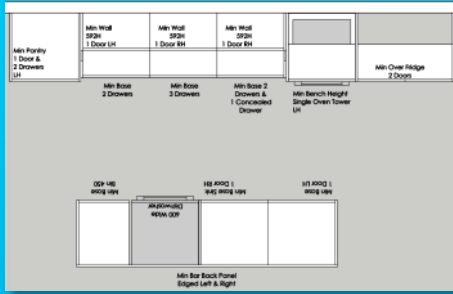 Min Pantry
1 Door &
2 Drawers
LH
Min Wall
592H
1 Door LH
Min Wall
592H
1 Door RH
Min Wall
592H
1 Door RH
Min Base
2 Drawers
Min Base
3 Drawers
Min Base 2
Drawers &
1 Concealed
Drawer
Min Bench Height
Single Oven Tower
LH
Min Over Fridge
2 Doors
Min Base
Bin 450
600 Wide
Dishwasher
Min Base Sink
1 Door RH
Min Base
1 Door LH
Min Bar Back Panel
Edged Left & Right